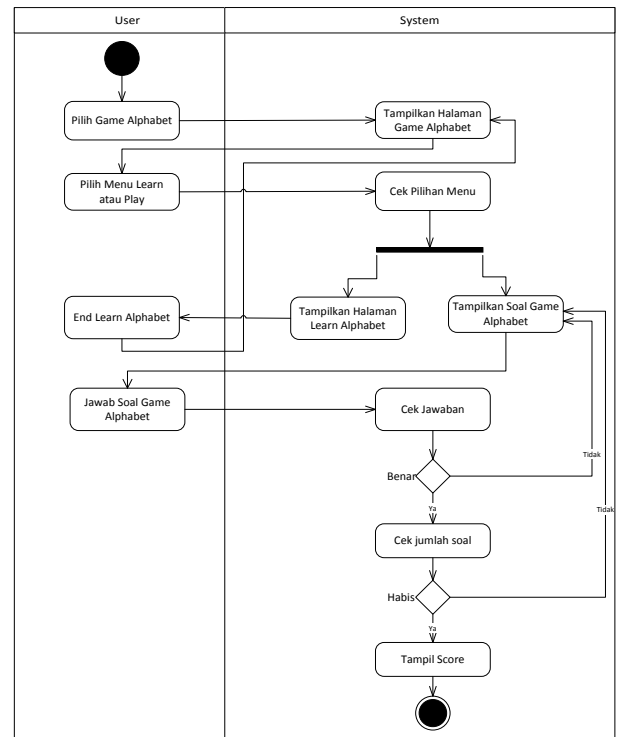 User
System
Pilih Game Alphabet
Tampilkan Halaman
Game Alphabet
Pilih Menu Learn
atau Play
Cek Pilihan Menu
End Learn Alphabet
Tampilkan Halaman
Learn Alphabet
Tampilkan Soal Game
Alphabet
Jawab Soal Game
Alphabet
Cek Jawaban
Tidak
Benar
Ya
Tidak
Cek jumlah soal
Habis
Ya
Tampil Score